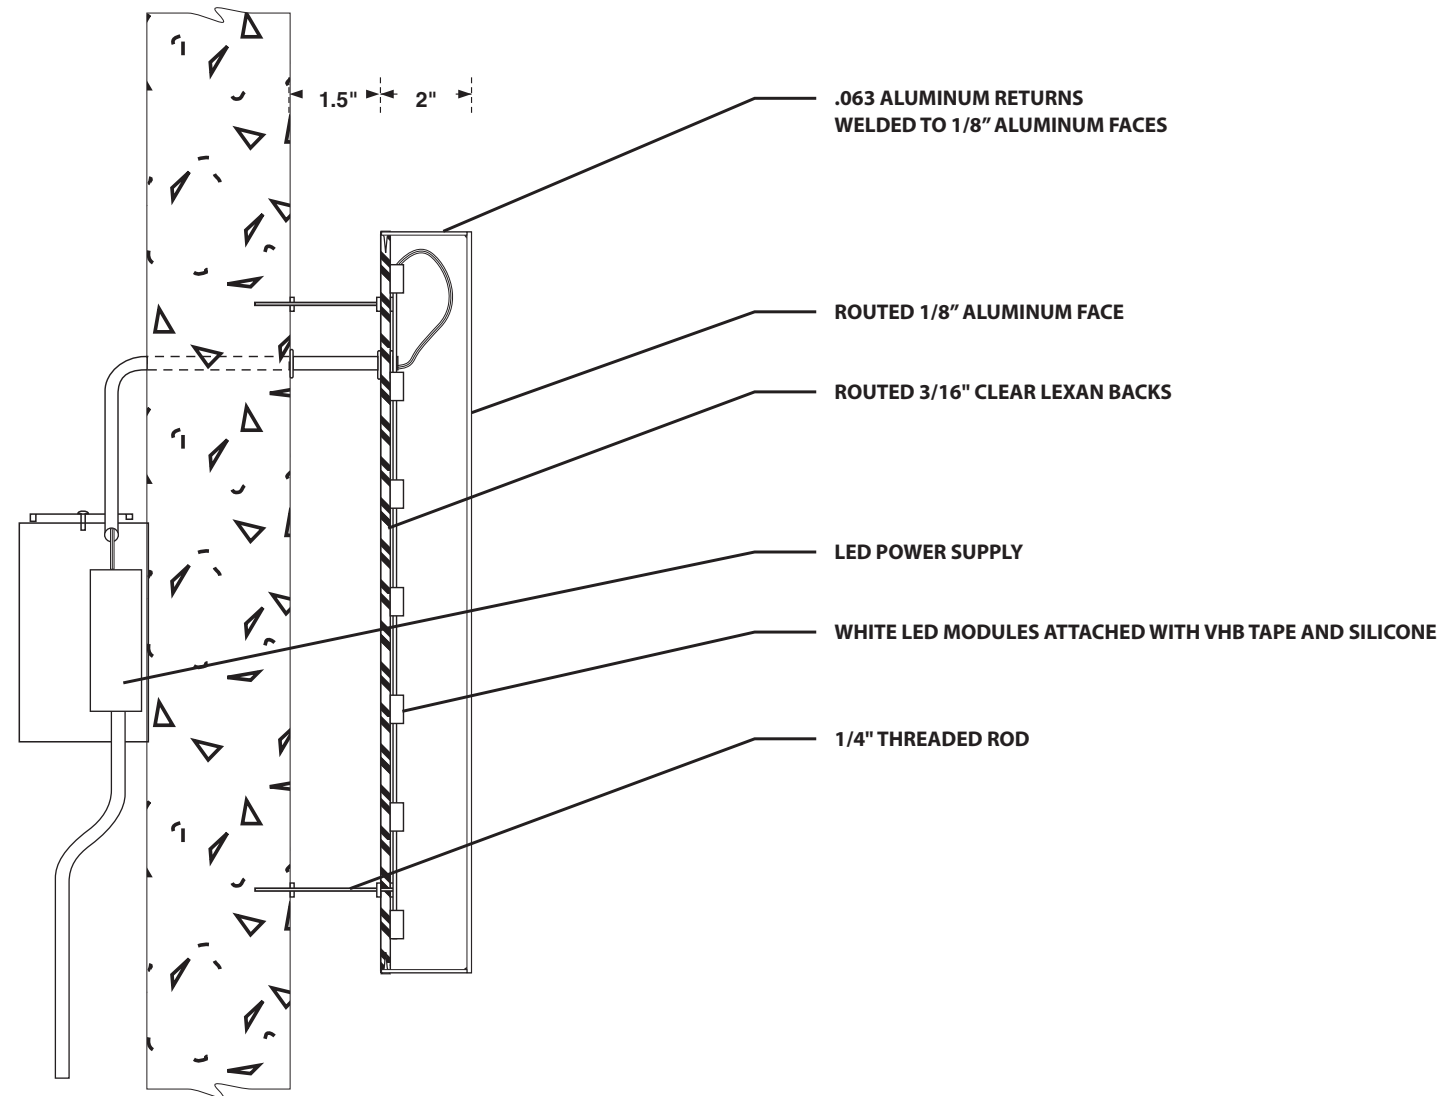 1.5" 2"
.063 ALUMINUM RETURNS
WELDED TO 1/8” ALUMINUM FACES
ROUTED 1/8” ALUMINUM FACE
ROUTED 3/16" CLEAR LEXAN BACKS
LED POWER SUPPLY
WHITE LED MODULES ATTACHED WITH VHB TAPE AND SILICONE
1/4" THREADED ROD